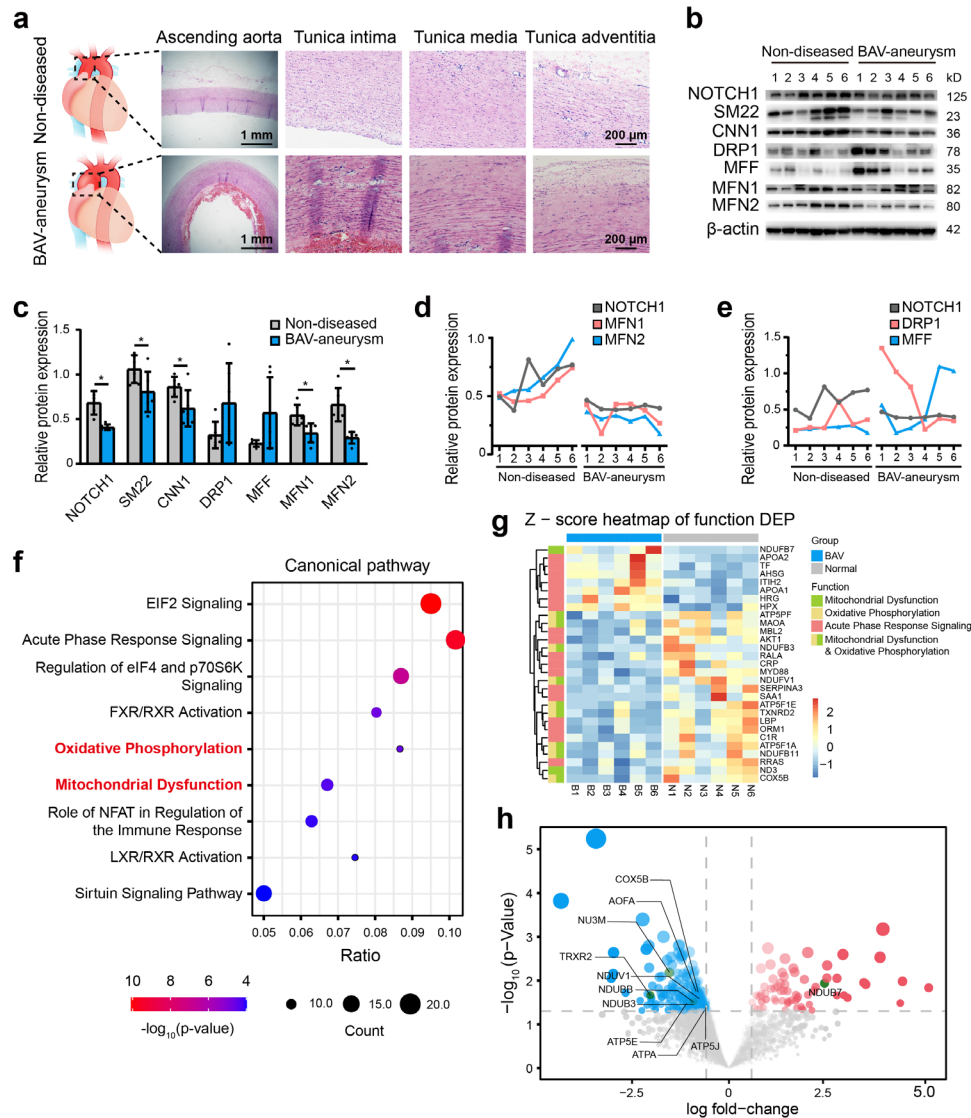 a
Ascending aorta
Tunica intima
Tunica media
Tunica adventitia
Non-diseased
1 mm
200 μm
BAV-aneurysm
1 mm
200 μm
b
Non-diseased
BAV-aneurysm
1 2 3 4 5 6 1 2 3 4 5 6
kD
NOTCH1
125
SM22
23
CNN1
36
DRP1
78
MFF
35
MFN1
82
MFN2
80
β-actin
42
c
Relative protein expression
1.5
1.0
0.5
0
Non-diseased
BAV-aneurysm
* * * * *
NOTCH1
SM22
CNN1
DRP1
MFF
MFN1
MFN2
d
Relative protein expression
NOTCH1
MFN1
MFN2
1.0
0.5
0
1 2 3 4 5 6 1 2 3 4 5 6
Non-diseased
BAV-aneurysm
e
Relative protein expression
NOTCH1
DRP1
MFF
1.5
1.0
0.5
0
1 2 3 4 5 6 1 2 3 4 5 6
Non-diseased
BAV-aneurysm
f
Canonical pathway
EIF2 Signaling
Acute Phase Response Signaling
Regulation of eIF4 and p70S6K
Signaling
FXR/RXR Activation
Oxidative Phosphorylation
Mitochondrial Dysfunction
Role of NFAT in Regulation of
the Immune Response
LXR/RXR Activation
Sirtuin Signaling Pathway
0.05 0.06 0.07 0.08 0.09 0.10
Ratio
10 8 6 4
-log10(p-value)
10.0 15.0 20.0
Count
g
Z − score heatmap of function DEP
NDUFB7
APOA2
TF
AHSG
ITIH2
APOA1
HRG
HPX
ATP5PF
MAOA
MBL2
AKT1
NDUFB3
RALA
CRP
MYD88
NDUFV1
SERPINA3
SAA1
ATP5F1E
TXNRD2
LBP
ORM1
C1R
ATP5F1A
NDUFB11
RRAS
ND3
COX5B
B1 B2 B3 B4 B5 B6 N1 N2 N3 N4 N5 N6
Group
BAV
Normal
Function
Mitochondrial Dysfunction
Oxidative Phosphorylation
Acute Phase Response Signaling
Mitochondrial Dysfunction
& Oxidative Phosphorylation
2
1
0
−1
h
-log10 (p-Value)
5
4
3
2
1
0
COX5B
AOFA
NU3M
TRXR2
NDUV1
NDUBB
NDUB3
ATP5E
ATPA
ATP5J
NDUB7
−2.5 0 2.5 5.0
log fold−change